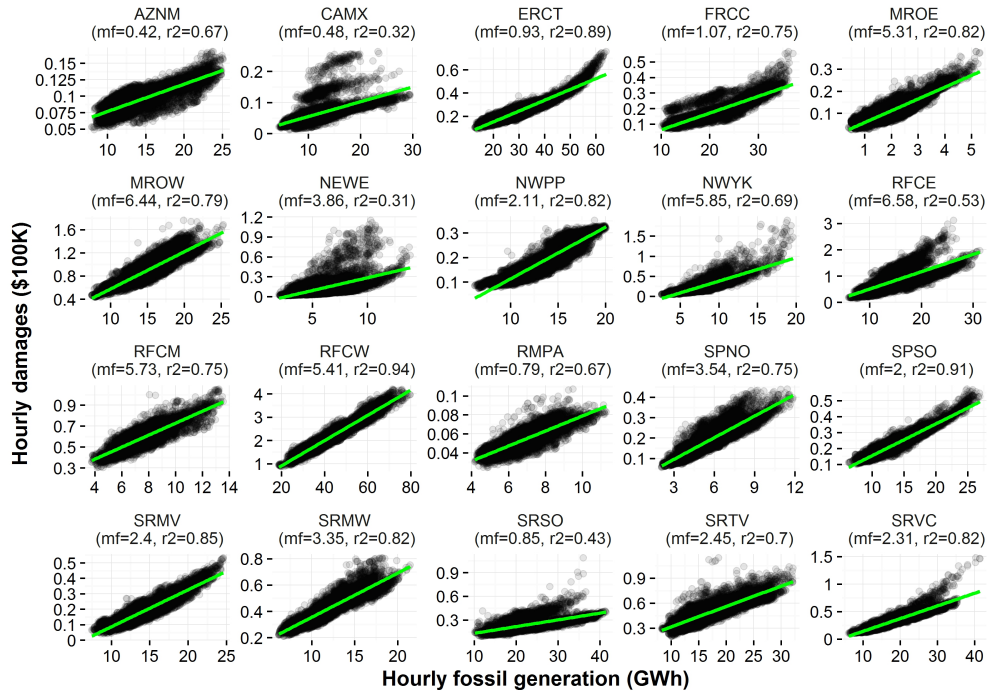 AZNM CAMX ERCT FRCC MROE
(mf=0.42, r2=0.67) (mf=0.48, r2=0.32) (mf=0.93, r2=0.89) (mf=1.07, r2=0.75) (mf=5.31, r2=0.82)
0.15 0.125 0.1 0.075 0.05
0.2 0.1 0
0.6 0.4 0.2
0.5 0.4 0.3 0.2 0.1
0.3 0.2 0.1
10 15 20 25
10 20 30
20 30 40 50 60
10 20 30
1 2 3 4 5
MROW NEWE NWPP NWYK RFCE
(mf=6.44, r2=0.79) (mf=3.86, r2=0.31) (mf=2.11, r2=0.82) (mf=5.85, r2=0.69) (mf=6.58, r2=0.53)
1.6 1.2 0.8 0.4
1.2 0.9 0.6 0.3 0
0.3 0.2 0.1
1.5 1 0.5 0
3 2 1 0
10 15 20 25
5 10
10 15 20
5 10 15 20
10 20 30
Hourly damages ($100K)
RFCM RFCW RMPA SPNO SPSO
(mf=5.73, r2=0.75) (mf=5.41, r2=0.94) (mf=0.79, r2=0.67) (mf=3.54, r2=0.75) (mf=2, r2=0.91)
0.9 0.7 0.5 0.3
4 3 2 1
0.1 0.08 0.06 0.04
0.4 0.3 0.2 0.1
0.5 0.4 0.3 0.2 0.1
4 6 8 10 12 14
20 40 60 80
4 6 8 10
3 6 9 12
10 15 20 25
SRMV SRMW SRSO SRTV SRVC
(mf=2.4, r2=0.85) (mf=3.35, r2=0.82) (mf=0.85, r2=0.43) (mf=2.45, r2=0.7) (mf=2.31, r2=0.82)
0.5 0.4 0.3 0.2 0.1 0
0.8 0.6 0.4 0.2
0.9 0.6 0.3
0.9 0.6 0.3
1.5 1 0.5 0
10 15 20 25
10 15 20
10 20 30 40
10 15 20 25 30
10 20 30 40
Hourly fossil generation (GWh)